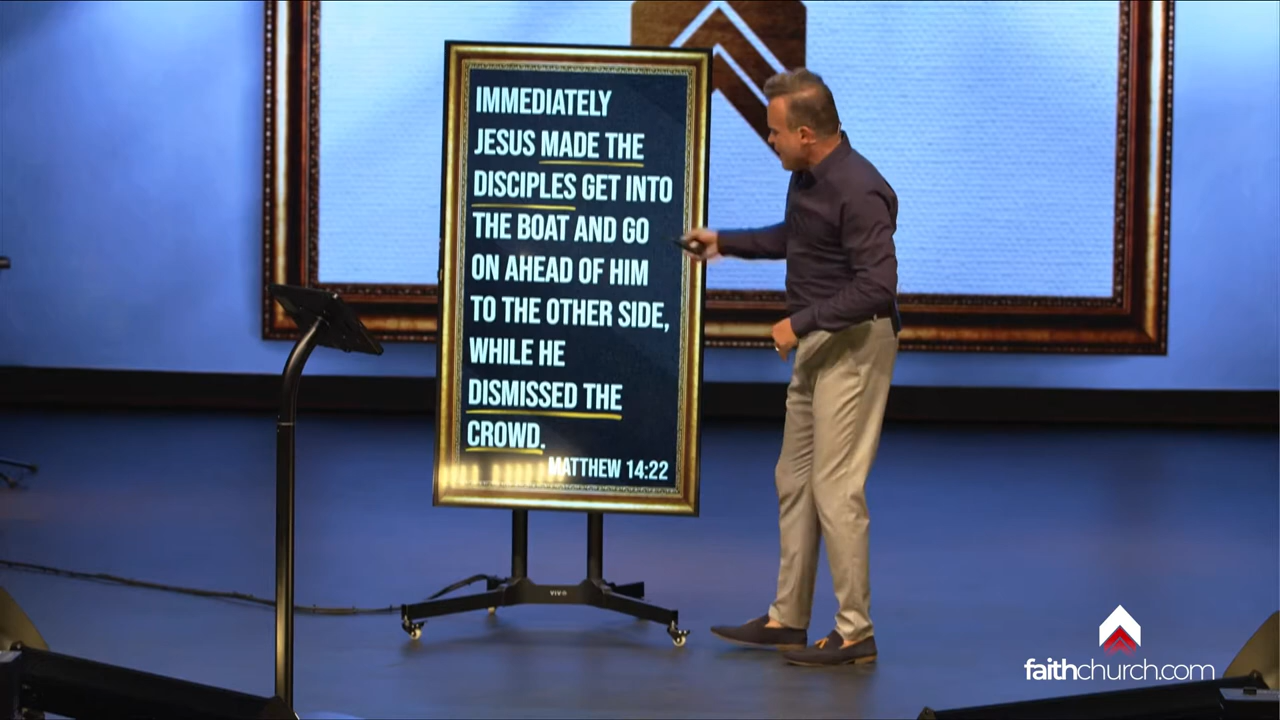 IMMEDIATELY
JESUS MADE THE
DISCIPLES GET INTO
THE BOAT AND GO
ON AHEAD OF HIM
TO THE OTHER SIDE,
WHILE HE
DISMISSED THE
CROWD.
MATTHEW 14:22
VIVO
faithchurch.com